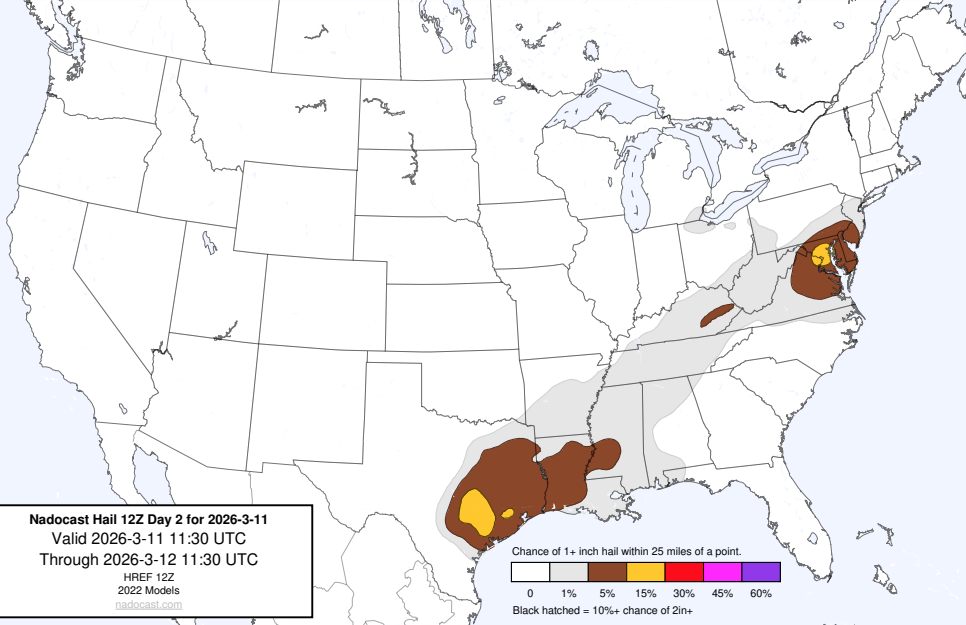 Nadocast Hail 12Z Day 2 for 2026-3-11
Valid 2026-3-11 11:30 UTC
Through 2026-3-12 11:30 UTC
HREF 12Z
2022 Models
nadocast.com
Chance of 1+ inch hail within 25 miles of a point.
0 1% 5% 15% 30% 45% 60%
Black hatched = 10%+ chance of 2in+